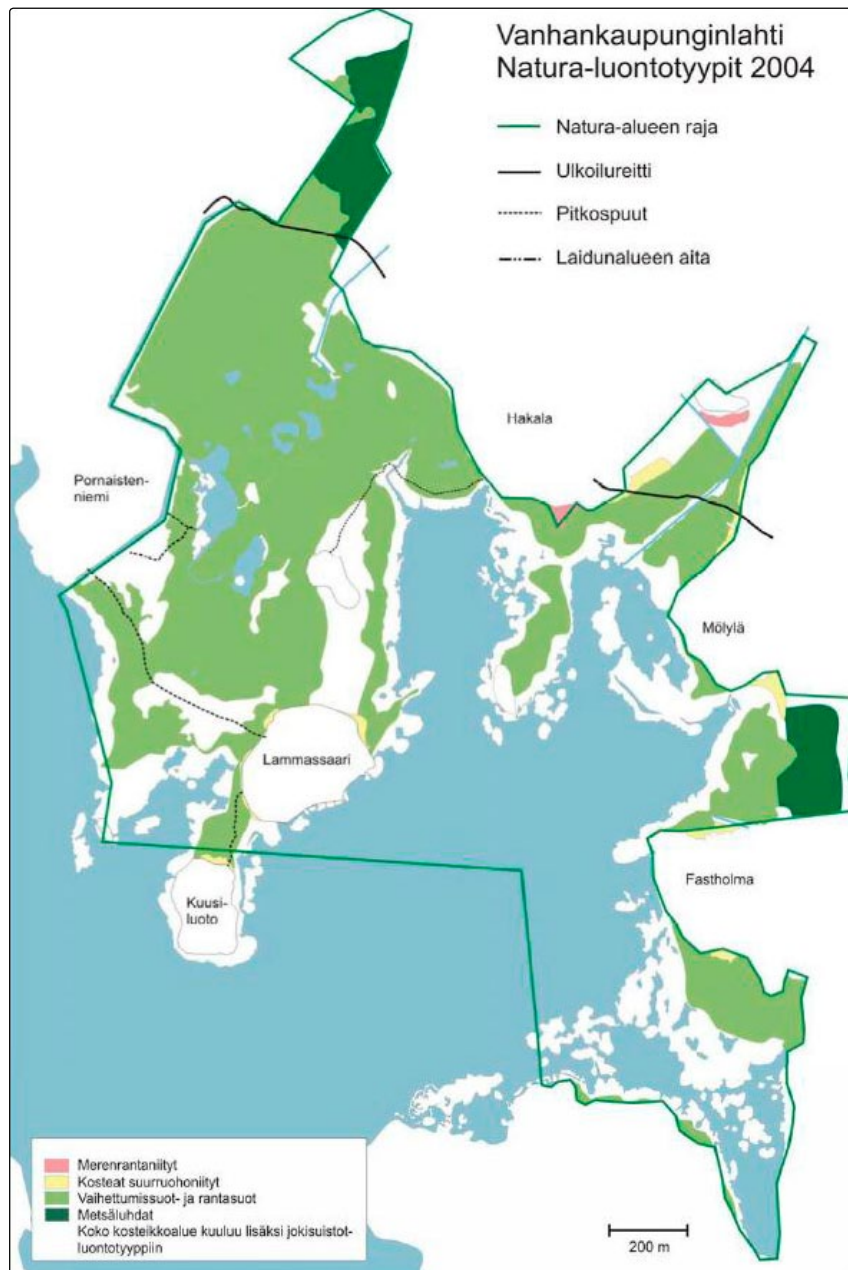 Vanhankaupunginlahti
Natura-luontotyypit 2004
Natura-alueen raja
Ulkoilureitti
Pitkospuut
Laidunalueen aita
Hakala
Pornaisten-
niemi
Mölylä
Lammassaari
Fastholma
Kuusi-
luoto
Merenrantaniityt
Kosteat suurruohoniityt
Vaihettumissuot- ja rantasuot
Metsäluhdat
Koko kosteikkoalue kuuluu lisäksi jokisuistot-
luontotyyppiin
200 m